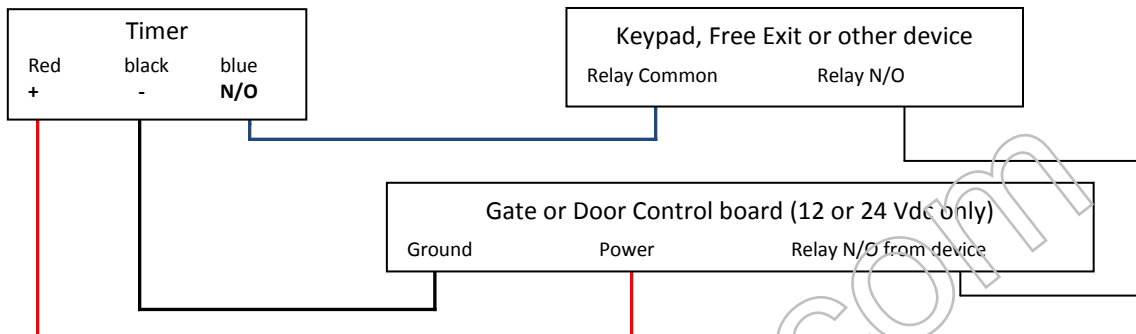 Timer
Red black blue
+ - N/O
Keypad, Free Exit or other device
Relay Common Relay N/O
Gate or Door Control board (12 or 24 Vdc only)
Ground Power Relay N/O from device
com